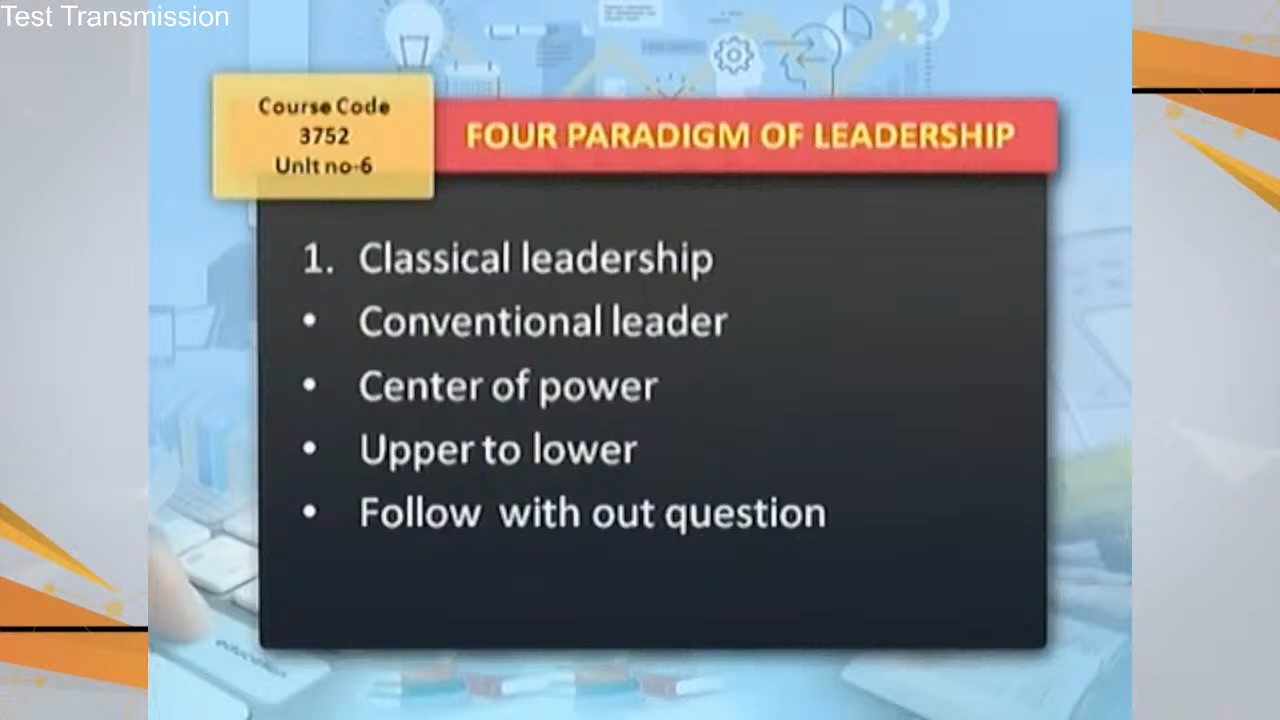 Test Transmission
Course Code
3752
Unit no-6
FOUR PARADIGM OF LEADERSHIP
1. Classical leadership
• Conventional leader
• Center of power
• Upper to lower
• Follow with out question